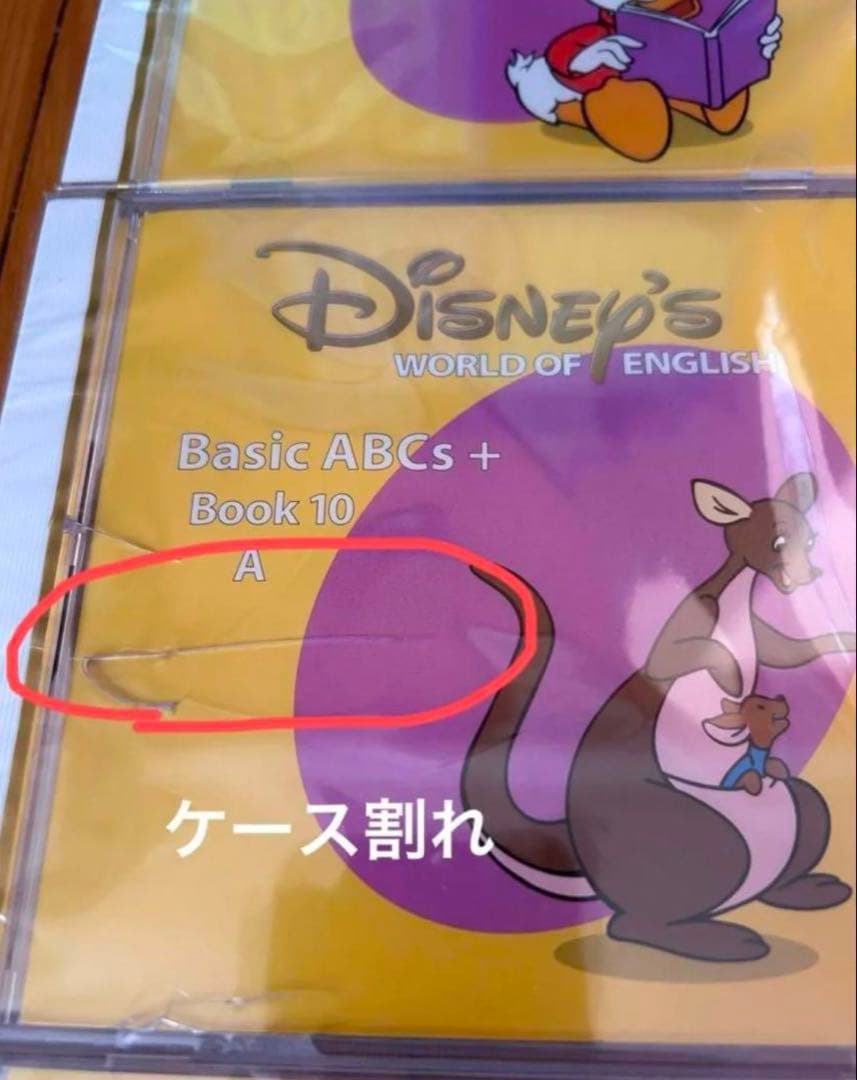 Disney's
WORLD OF ENGLISH
Basic ABCs +
Book 10
A
ケース割れ